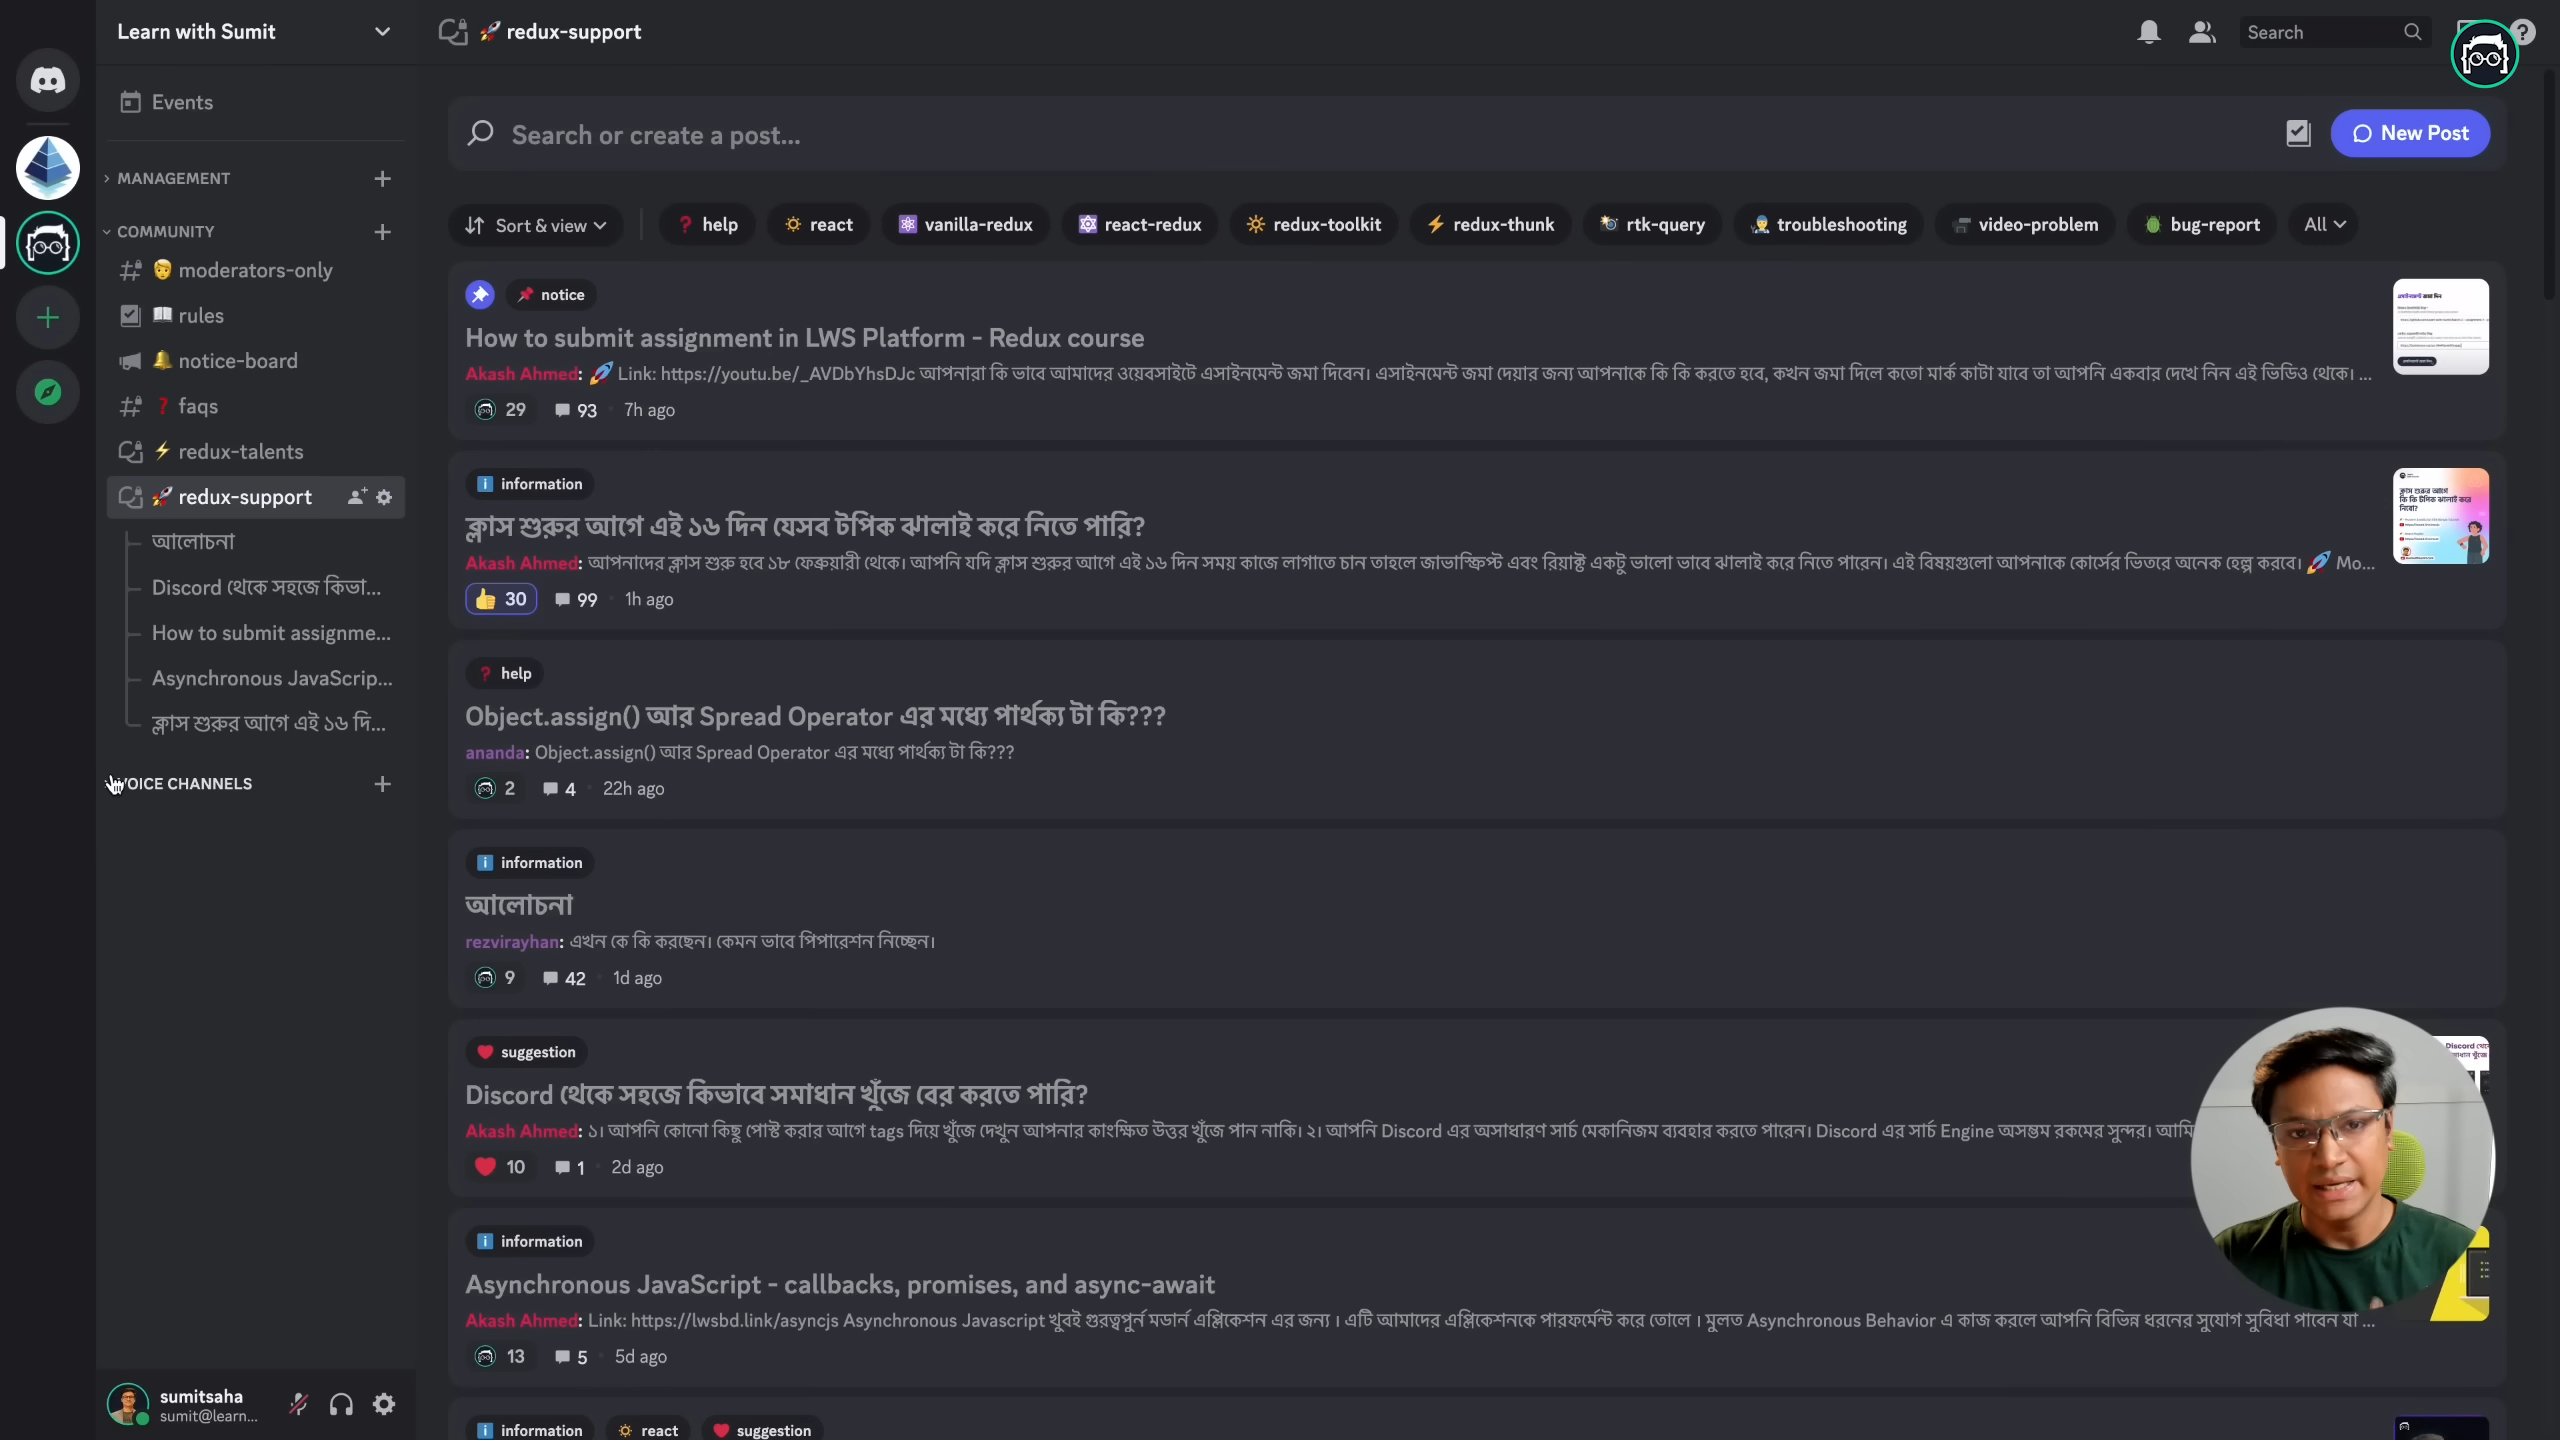 Learn with Sumit
redux-support
Search
Events
Search or create a post...
New Post
MANAGEMENT
COMMUNITY
moderators-only
rules
notice-board
faqs
redux-talents
redux-support
আলোচনা
Discord থেকে সহজে কিভা...
How to submit assignme...
Asynchronous JavaScrip...
ক্লাস শুরুর আগে এই ১৬ দি...
VOICE CHANNELS
sumitsaha
sumit@learn...
Sort & view
help
react
vanilla-redux
react-redux
redux-toolkit
redux-thunk
rtk-query
troubleshooting
video-problem
bug-report
All
notice
How to submit assignment in LWS Platform - Redux course
Akash Ahmed: 🚀 Link: https://youtu.be/_AVDbYhsDJc আপনারা কি ভাবে আমাদের ওয়েবসাইটে এসাইনমেন্ট জমা দিবেন। এসাইনমেন্ট জমা দেয়ার জন্য আপনাকে কি কি করতে হবে, কখন জমা দিলে কতো মার্ক কাটা যাবে তা আপনি একবার দেখে নিন এই ভিডিও থেকে। ...
29 93 7h ago
information
ক্লাস শুরুর আগে এই ১৬ দিন যেসব টপিক ঝালাই করে নিতে পারি?
Akash Ahmed: আপনাদের ক্লাস শুরু হবে ১৮ ফেব্রুয়ারী থেকে। আপনি যদি ক্লাস শুরুর আগে এই ১৬ দিন সময় কাজে লাগাতে চান তাহলে জাভাস্ক্রিপ্ট এবং রিয়াক্ট একটু ভালো ভাবে ঝালাই করে নিতে পারেন। এই বিষয়গুলো আপনাকে কোর্সের ভিতরে অনেক হেল্প করবে। 🚀 Mo...
👍 30 99 1h ago
help
Object.assign() আর Spread Operator এর মধ্যে পার্থক্য টা কি???
ananda: Object.assign() আর Spread Operator এর মধ্যে পার্থক্য টা কি???
2 4 22h ago
information
আলোচনা
rezvirayhan: এখন কে কি করছেন। কেমন ভাবে পিপারেশন নিচ্ছেন।
9 42 1d ago
suggestion
Discord থেকে সহজে কিভাবে সমাধান খুঁজে বের করতে পারি?
Akash Ahmed: ১। আপনি কোনো কিছু পোস্ট করার আগে tags দিয়ে খুঁজে দেখুন আপনার কাংক্ষিত উত্তর খুঁজে পান নাকি। ২। আপনি Discord এর অসাধারণ সার্চ মেকানিজম ব্যবহার করতে পারেন। Discord এর সার্চ Engine অসম্ভম রকমের সুন্দর। আমি
10 1 2d ago
information
Asynchronous JavaScript - callbacks, promises, and async-await
Akash Ahmed: Link: https://lwsbd.link/asyncjs Asynchronous Javascript খুবই গুরত্বপুর্ন মডার্ন এপ্লিকেশন এর জন্য । এটি আমাদের এপ্লিকেশনকে পারফর্মেন্ট করে তোলে । মুলত Asynchronous Behavior এ কাজ করলে আপনি বিভিন্ন ধরনের সুযোগ সুবিধা পাবেন যা ...
13 5 5d ago
information react suggestion